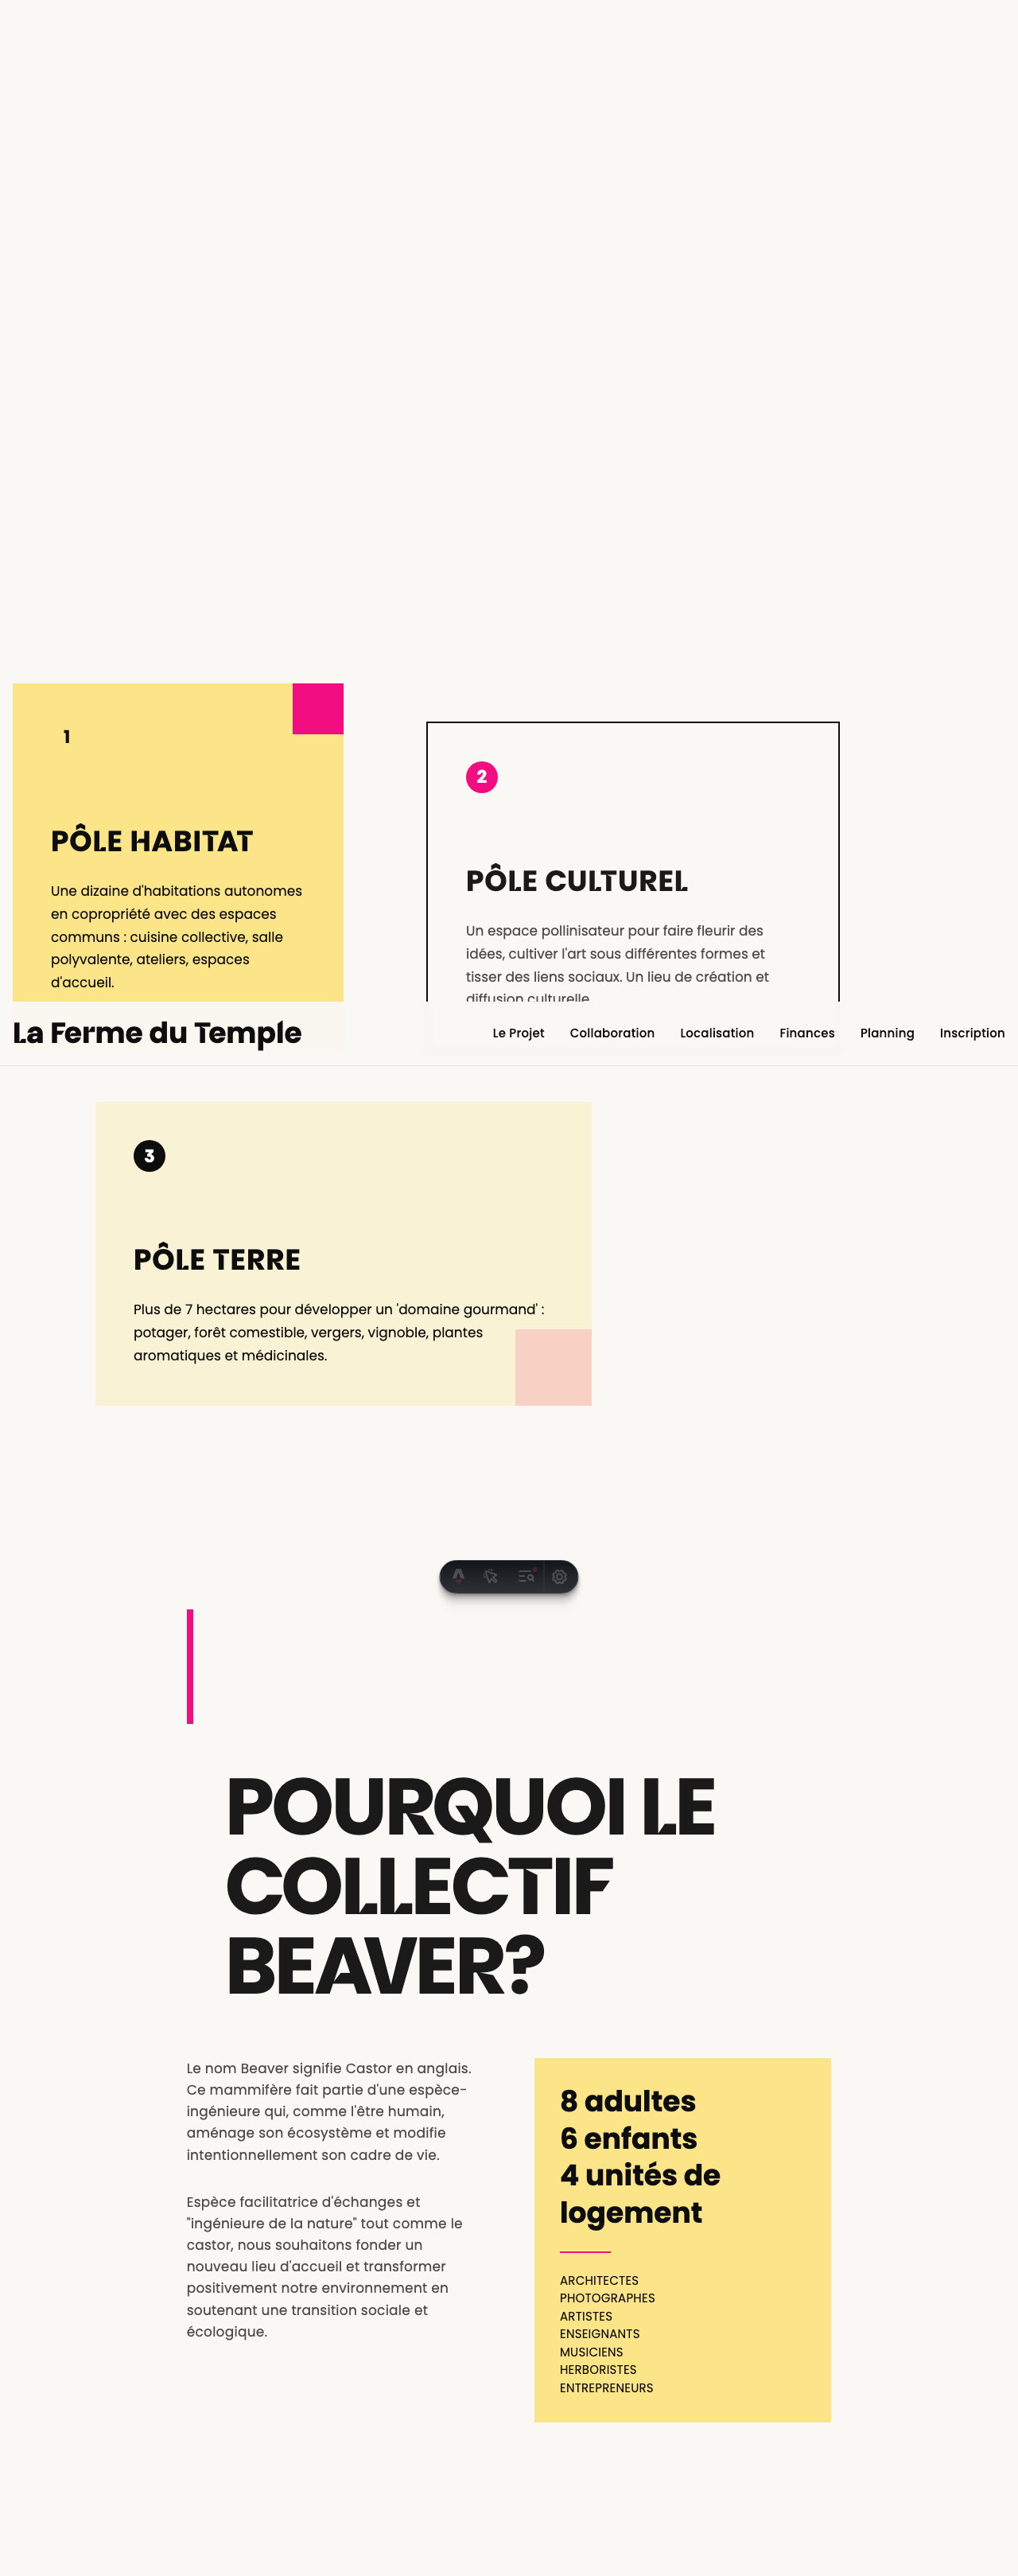 1
PÔLE HABITAT
Une dizaine d'habitations autonomes
en copropriété avec des espaces
communs : cuisine collective, salle
polyvalente, ateliers, espaces
d'accueil.
2
PÔLE CULTUREL
Un espace pollinisateur pour faire fleurir des
idées, cultiver l'art sous différentes formes et
tisser des liens sociaux. Un lieu de création et
diffusion culturelle
La Ferme du Temple
Le Projet Collaboration Localisation Finances Planning Inscription
3
PÔLE TERRE
Plus de 7 hectares pour développer un 'domaine gourmand' :
potager, forêt comestible, vergers, vignoble, plantes
aromatiques et médicinales.
POURQUOI LE
COLLECTIF
BEAVER?
Le nom Beaver signifie Castor en anglais.
Ce mammifère fait partie d'une espèce-
ingénieure qui, comme l'être humain,
aménage son écosystème et modifie
intentionnellement son cadre de vie.
Espèce facilitatrice d'échanges et
"ingénieure de la nature" tout comme le
castor, nous souhaitons fonder un
nouveau lieu d'accueil et transformer
positivement notre environnement en
soutenant une transition sociale et
écologique.
8 adultes
6 enfants
4 unités de
logement
ARCHITECTES
PHOTOGRAPHES
ARTISTES
ENSEIGNANTS
MUSICIENS
HERBORISTES
ENTREPRENEURS